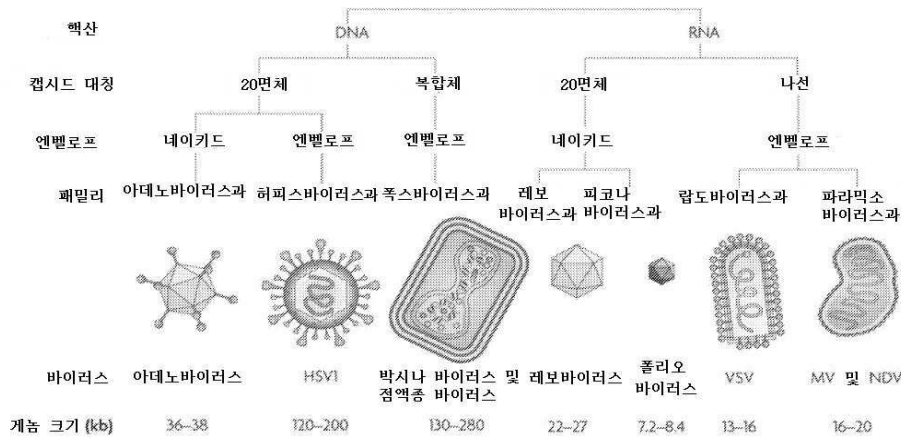 핵산 DNA RNA
캡시드 대칭 20면체 복합체 20면체 나선
엔벨로프 네이키드 엔벨로프 엔벨로프 네이키드 엔벨로프
패밀리 아데노바이러스과 허피스바이러스과 폭스바이러스과 레보 바이러스과 피코나 바이러스과 랍도바이러스과 파라믹소 바이러스과
바이러스 아데노바이러스 HSV1 박시나 바이러스 및 점액종 바이러스 레보바이러스 폴리오 바이러스 VSV MV 및 NDV
게놈 크기 (kb) 36–38 120–200 130–280 22–27 7.2–8.4 13–16 16–20